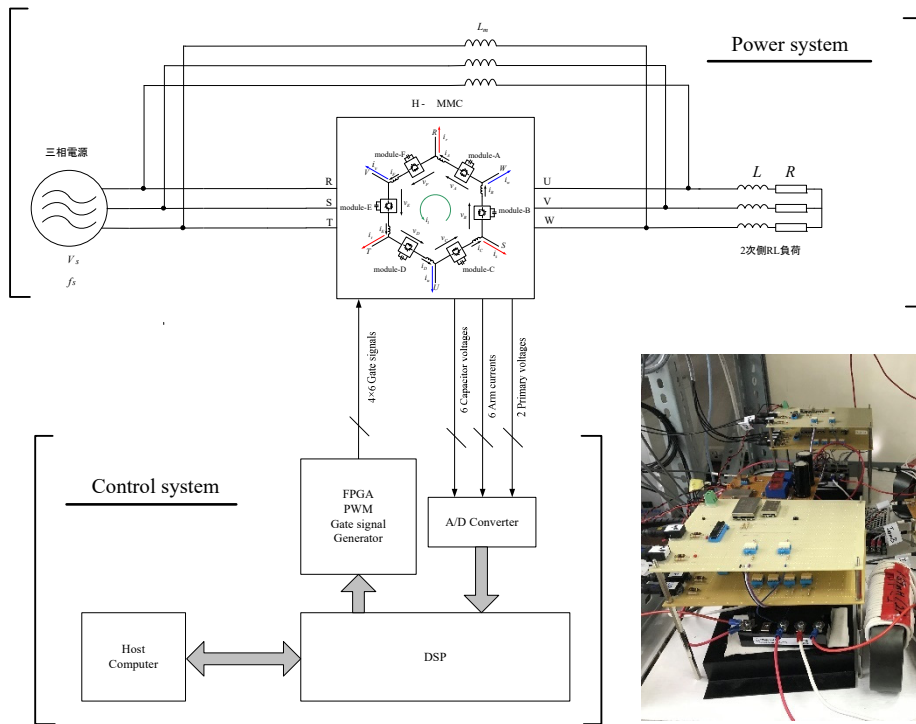 Lm
Power system
H- MMC
三相電源
R
S
T
Vs
fs
module-F
module-A
module-E
module-B
module-D
module-C
R
W
V
S
T
U
U
V
W
L R
2次側RL負荷
4×6 Gate signals
6 Capacitor voltages
6 Arm currents
2 Primary voltages
Control system
FPGA
PWM
Gate signal
Generator
A/D Converter
Host
Computer
DSP